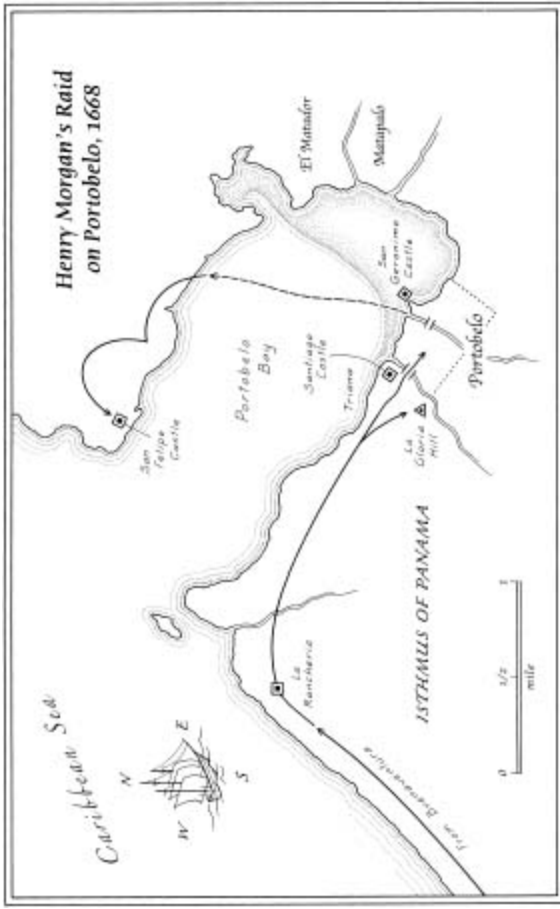 Henry Morgan's Raid
on Portobelo, 1668
Caribbean Sea
N
W
E
S
San
Felipe
Castle
Portobelo
Bay
El Matador
Matapalo
San
Geronimo
Castle
Santiago
Castle
Triana
La
Rancheria
La
Gloria
Hill
Portobelo
ISTHMUS OF PANAMA
from Buenaventura
0
1/2
1
mile